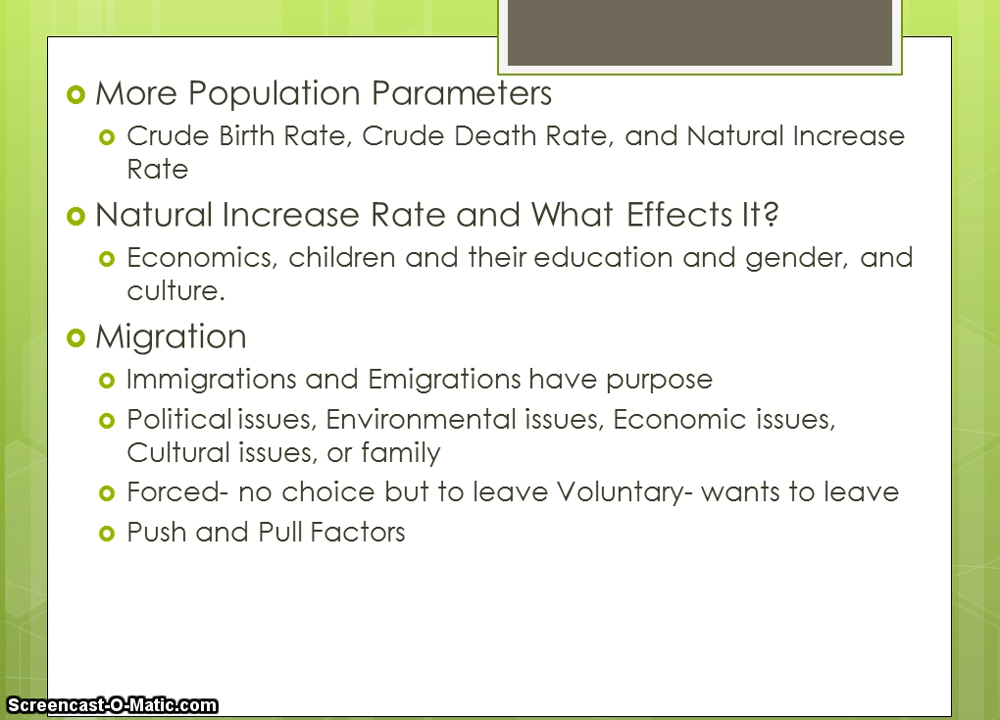 More Population Parameters
Crude Birth Rate, Crude Death Rate, and Natural Increase
Rate
Natural Increase Rate and What Effects It?
Economics, children and their education and gender, and
culture.
Migration
Immigrations and Emigrations have purpose
Political issues, Environmental issues, Economic issues,
Cultural issues, or family
Forced- no choice but to leave Voluntary- wants to leave
Push and Pull Factors
Screencast-O-Matic.com